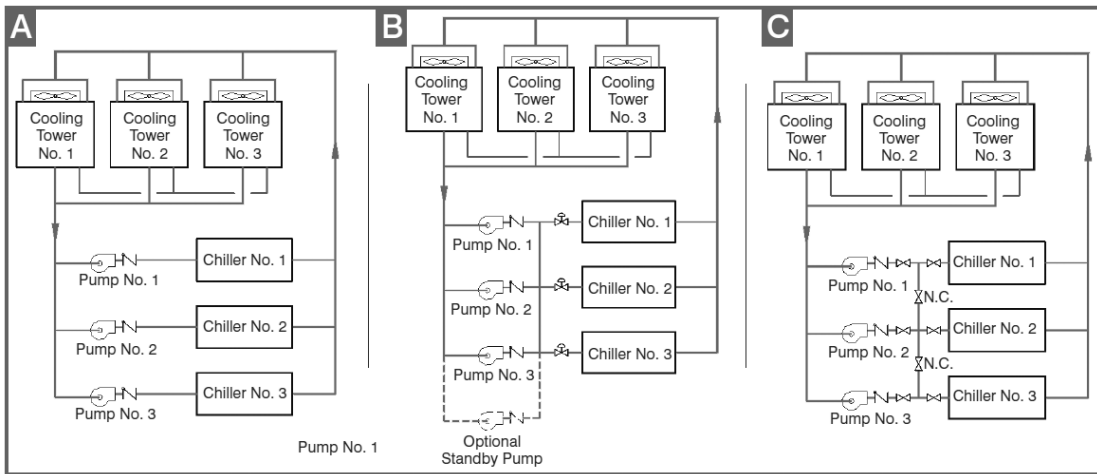 A
Cooling
Tower
No. 1
Cooling
Tower
No. 2
Cooling
Tower
No. 3
Pump No. 1
Chiller No. 1
Pump No. 2
Chiller No. 2
Pump No. 3
Chiller No. 3
Pump No. 1
B
Cooling
Tower
No. 1
Cooling
Tower
No. 2
Cooling
Tower
No. 3
Pump No. 1
Chiller No. 1
Pump No. 2
Chiller No. 2
Pump No. 3
Chiller No. 3
Optional
Standby Pump
C
Cooling
Tower
No. 1
Cooling
Tower
No. 2
Cooling
Tower
No. 3
Pump No. 1
Chiller No. 1
N.C.
Pump No. 2
Chiller No. 2
N.C.
Pump No. 3
Chiller No. 3